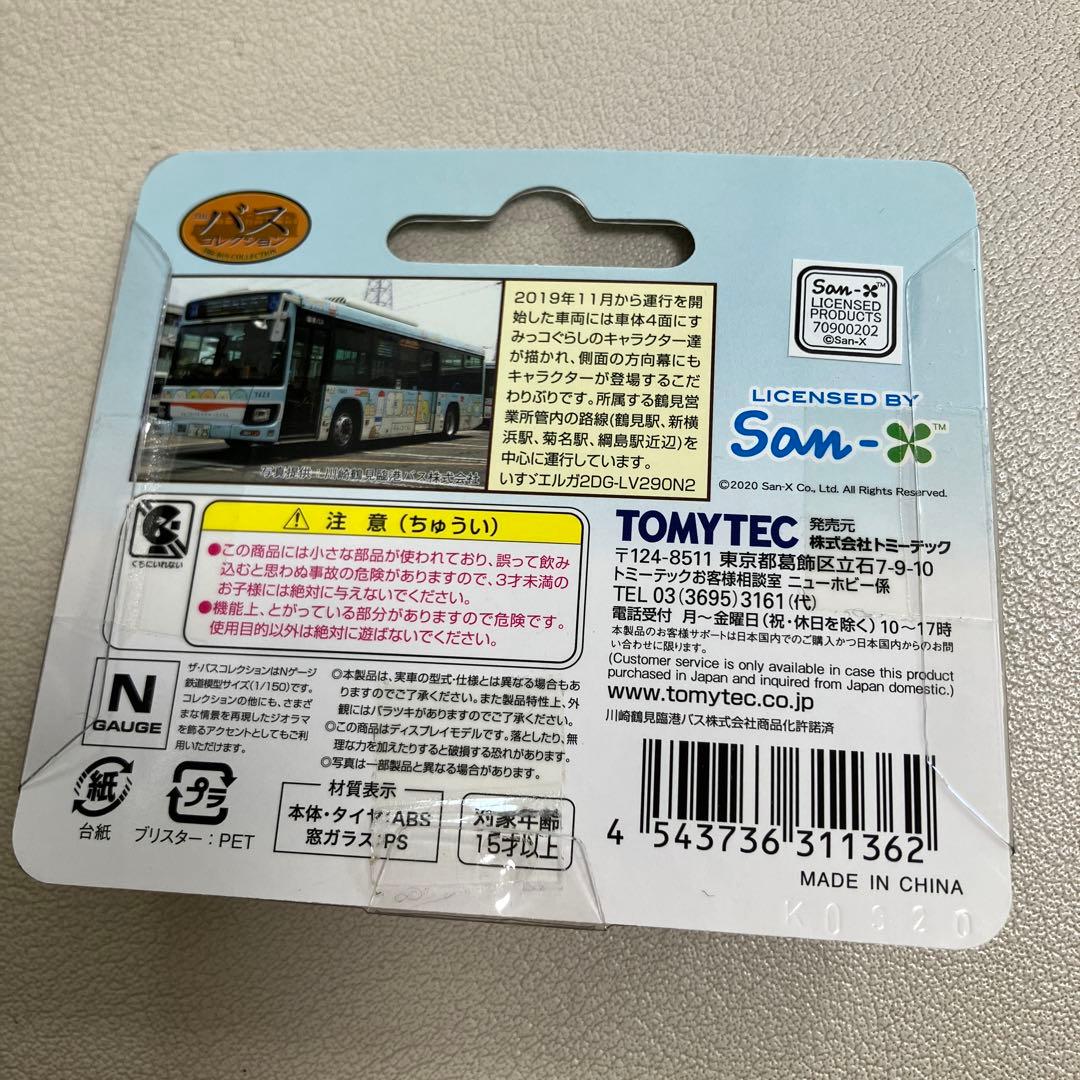 THE
バス
コレクション
THE BUS COLLECTION
写真提供：川崎鶴見臨港バス株式会社
2019年11月から運行を開
始した車両には車体4面にす
みっコぐらしのキャラクター達
が描かれ、側面の方向幕にも
キャラクターが登場するこだ
わりぶりです。所属する鶴見営
業所管内の路線(鶴見駅、新横
浜駅、菊名駅、綱島駅近辺)を
中心に運行しています。
いすゞエルガ2DG-LV290N2
San-X™
LICENSED
PRODUCTS
70900202
©San-X
LICENSED BY
San-X™
©2020 San-X Co., Ltd. All Rights Reserved.
くちにいれない
注 意（ちゅうい）
●この商品には小さな部品が使われており、誤って飲み
込むと思わぬ事故の危険がありますので、3才未満の
お子様には絶対に与えないでください。
●機能上、とがっている部分がありますので危険です。
使用目的以外は絶対に遊ばないでください。
TOMYTEC 発売元
株式会社トミーテック
〒124-8511 東京都葛飾区立石7-9-10
トミーテックお客様相談室 ニューホビー係
TEL 03(3695)3161(代)
電話受付 月〜金曜日(祝・休日を除く)10〜17時
本製品のお客様サポートは日本国内でのご購入かつ日本国内からのお問
い合わせに限ります。
(Customer service is only available in case this product
purchased in Japan and inquired from Japan domestic.)
www.tomytec.co.jp
川崎鶴見臨港バス株式会社商品化許諾済
N
GAUGE
ザ・バスコレクションはNゲージ
鉄道模型サイズ(1/150)です。
コレクションの他にも、さまざ
まな情景を再現したジオラマ
を飾るアクセントとしてもご利
用いただけます。
◎本製品は、実車の型式・仕様とは異なる場合もあ
りますのでご了承ください。また製品特性上、外
観にはバラツキがありますのでご了承ください。
◎この商品はディスプレイモデルです。落としたり、無
理な力を加えたりすると破損する恐れがあります。
◎写真は一部製品と異なる場合があります。
紙
台紙
プラ
ブリスター：PET
材質表示
本体・タイヤ:ABS
窓ガラス:PS
対象年齢
15才以上
4 543736 311362
MADE IN CHINA
K0320